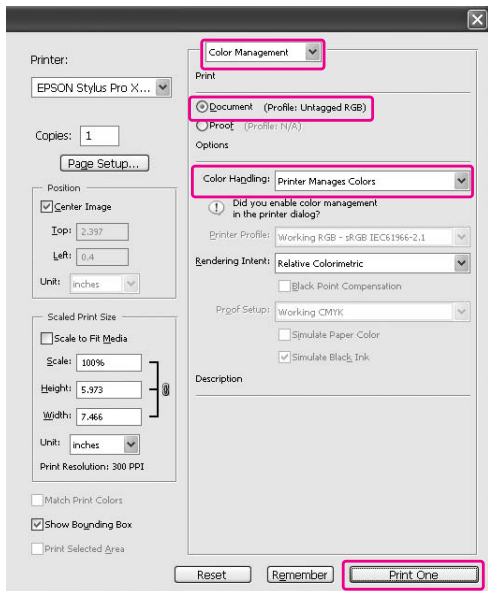 Printer:
EPSON Stylus Pro X...
Copies: 1
Page Setup...
Position
Center Image
Top: 2.397
Left: 0.4
Unit: inches
Scaled Print Size
Scale to Fit Media
Scale: 100%
Height: 5.973
Width: 7.466
Unit: inches
Print Resolution: 300 PPI
Match Print Colors
Show Bounding Box
Print Selected Area
Color Management
Print
Document (Profile: Untagged RGB)
Proof (Profile: N/A)
Options
Color Handling: Printer Manages Colors
Did you enable color management
in the printer dialog?
Printer Profile: Working RGB - sRGB IEC61966-2.1
Rendering Intent: Relative Colorimetric
Black Point Compensation
Proof Setup: Working CMYK
Simulate Paper Color
Simulate Black Ink
Description
Reset
Remember
Print One